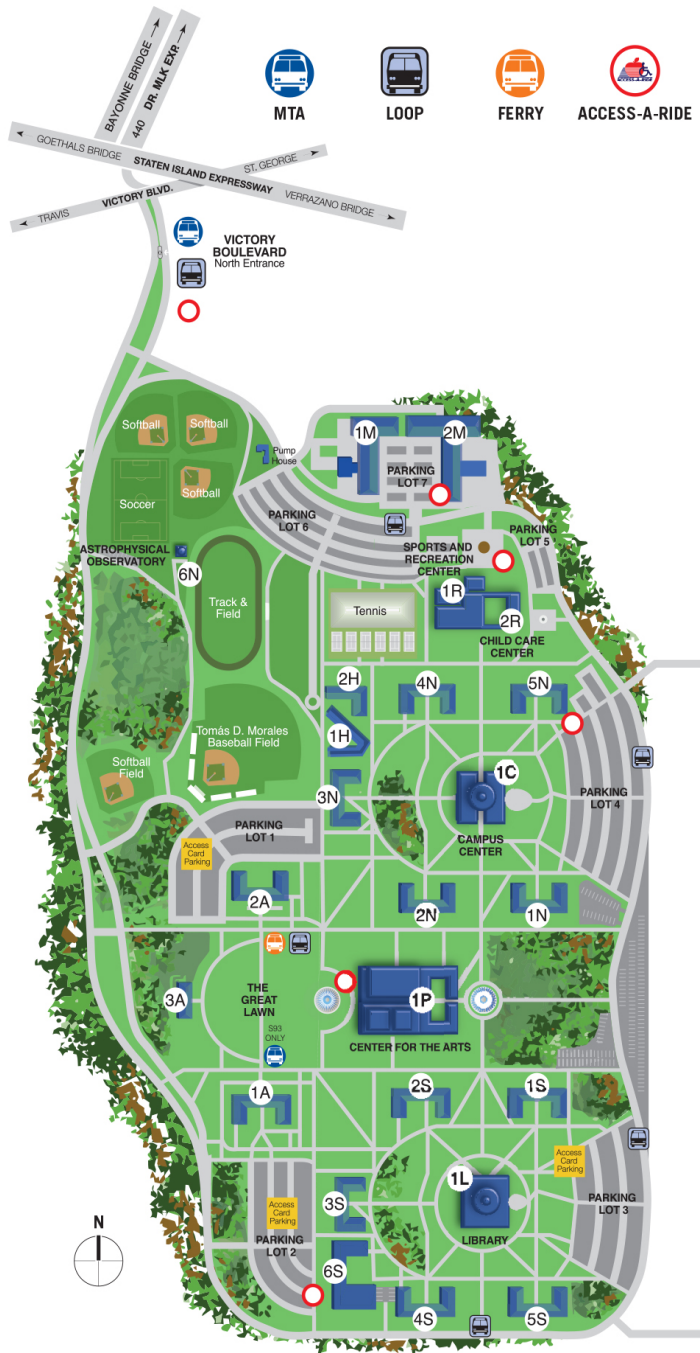 MTA
LOOP
FERRY
ACCESS-A-RIDE
BAYONNE BRIDGE
440 DR. MLK EXP.
GOETHALS BRIDGE STATEN ISLAND EXPRESSWAY VERRAZANO BRIDGE
TRAVIS VICTORY BLVD. ST. GEORGE
VICTORY
BOULEVARD
North Entrance
Softball
Softball
Softball
Soccer
Pump
House
1M
2M
PARKING
LOT 7
PARKING
LOT 6
PARKING
LOT 5
ASTROPHYSICAL
OBSERVATORY
6N
SPORTS AND
RECREATION
CENTER
1R
2R
CHILD CARE
CENTER
Track &
Field
Tennis
2H
4N
5N
1H
Tomás D. Morales
Baseball Field
Softball
Field
3N
1C
CAMPUS
CENTER
PARKING
LOT 4
PARKING
LOT 1
Access
Card
Parking
2A
2N
1N
3A
THE
GREAT
LAWN
S93
ONLY
1P
CENTER FOR THE ARTS
1A
2S
1S
Access
Card
Parking
1L
LIBRARY
PARKING
LOT 3
3S
Access
Card
Parking
PARKING
LOT 2
N
6S
4S
5S